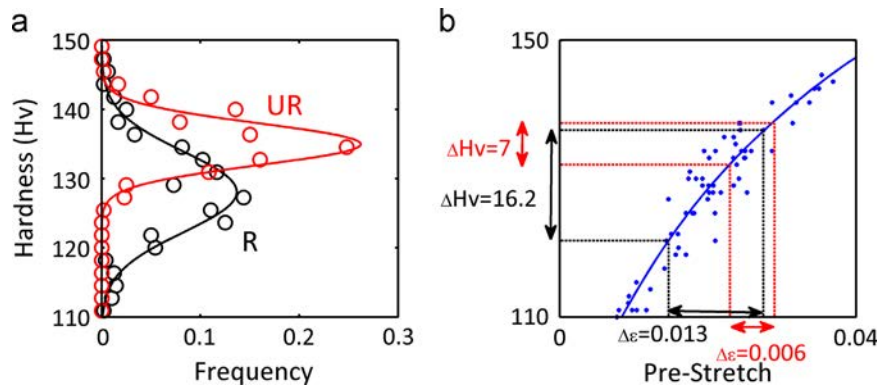 a
150
140
130
120
110
Hardness (Hv)
UR
R
0
0.1
0.2
0.3
Frequency
b
150
110
ΔHv=7
ΔHv=16.2
0
0.04
Δε=0.013
Δε=0.006
Pre-Stretch